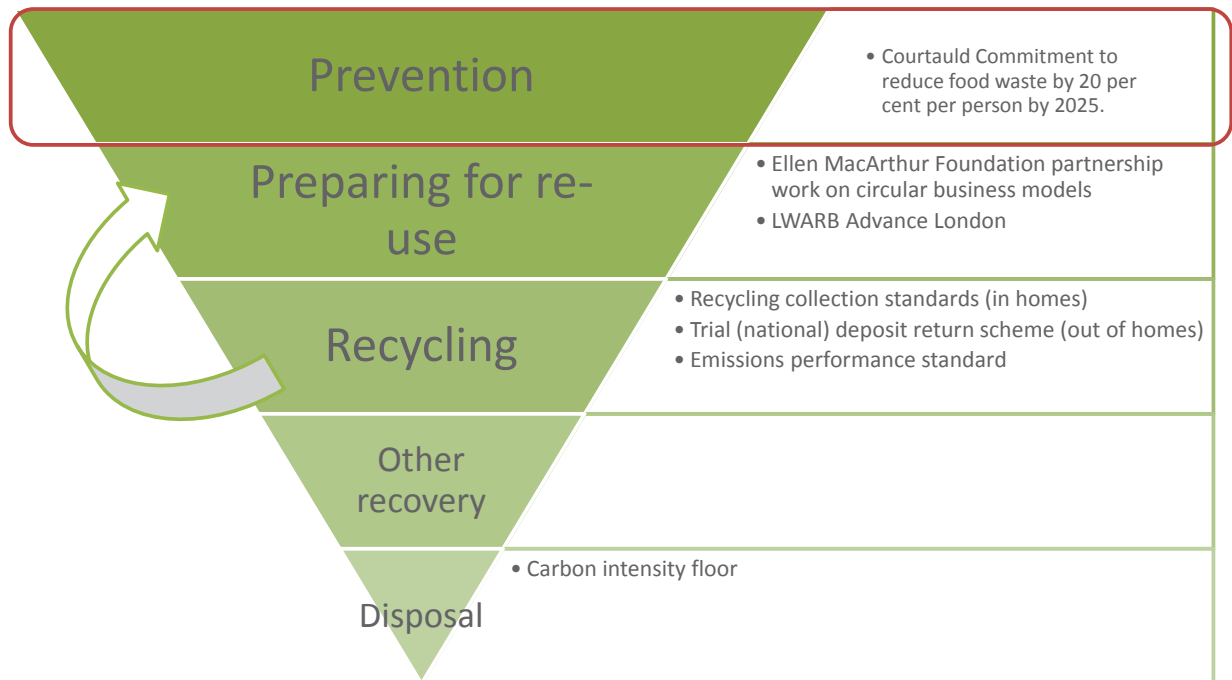 Prevention
• Courtauld Commitment to
reduce food waste by 20 per
cent per person by 2025.
Preparing for re-
use
• Ellen MacArthur Foundation partnership
work on circular business models
• LWARB Advance London
Recycling
• Recycling collection standards (in homes)
• Trial (national) deposit return scheme (out of homes)
• Emissions performance standard
Other
recovery
Disposal
• Carbon intensity floor